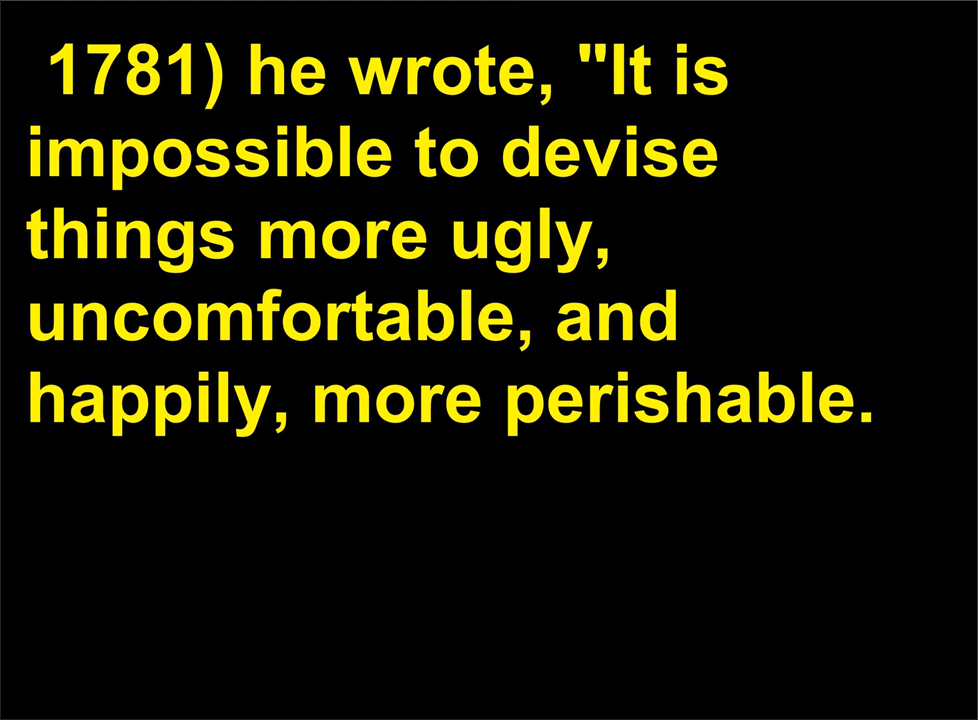 1781) he wrote, "It is
impossible to devise
things more ugly,
uncomfortable, and
happily, more perishable.